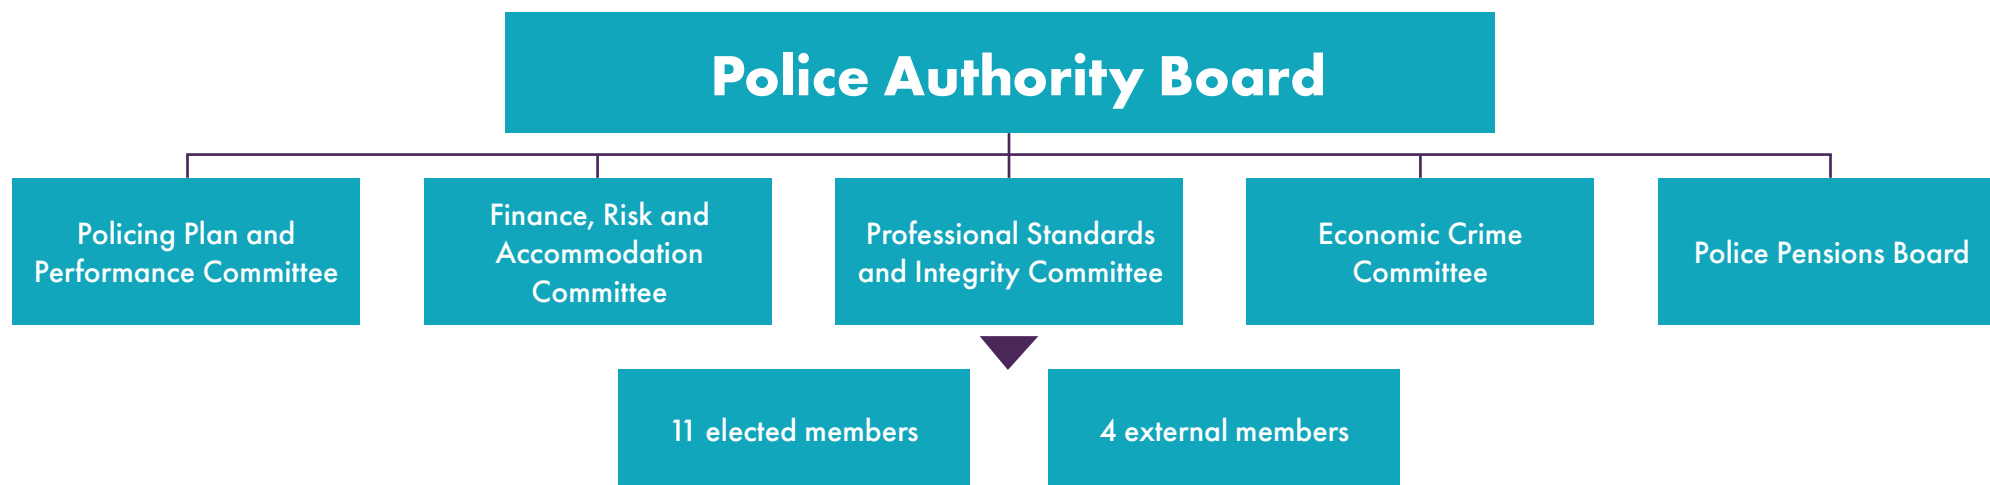 Police Authority Board
Policing Plan and
Performance Committee
Finance, Risk and
Accommodation
Committee
Professional Standards
and Integrity Committee
Economic Crime
Committee
Police Pensions Board
11 elected members
4 external members